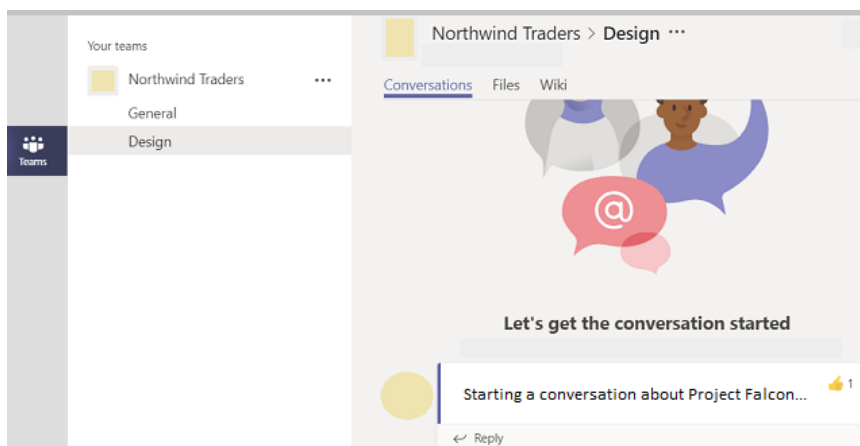 Your teams
Northwind Traders ···
General
Design
Teams
Northwind Traders > Design ···
Conversations Files Wiki
@
Let's get the conversation started
Starting a conversation about Project Falcon...
👍 1
Reply